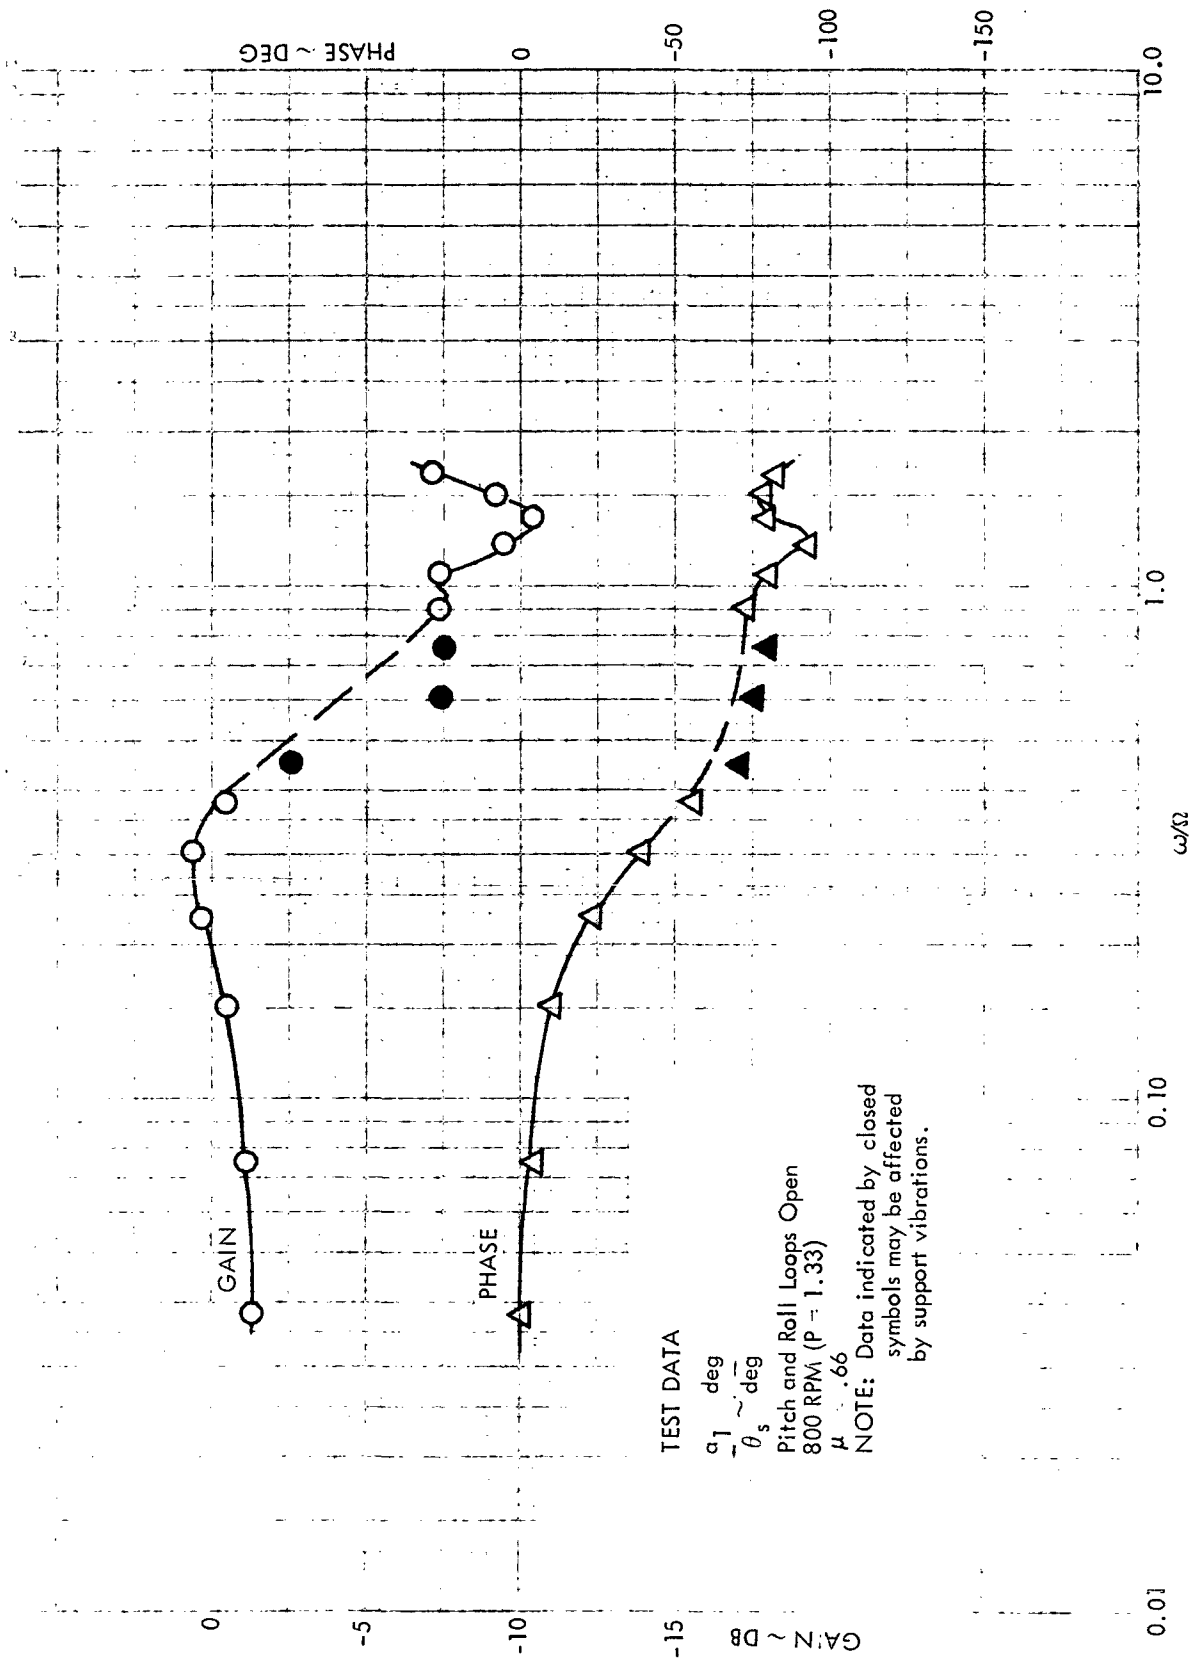 PHASE ~ DEG
0
-50
-100
-150
0
-5
-10
-15
GAIN ~ DB
GAIN
PHASE
TEST DATA
a1 deg
θs ~ deg
Pitch and Roll Loops Open
800 RPM (P = 1.33)
μ .66
NOTE: Data indicated by closed
symbols may be affected
by support vibrations.
0.01
0.10
1.0
10.0
ω/Ω